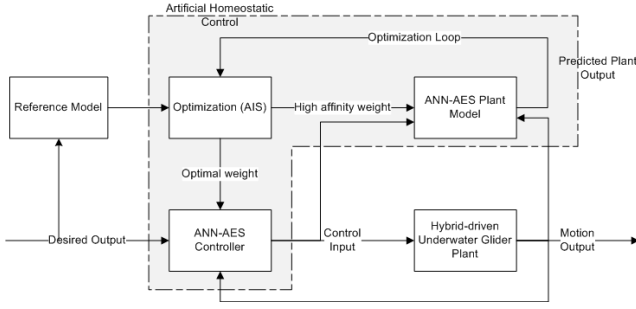 Artificial Homeostatic
Control
Optimization Loop
Predicted Plant
Output
Reference Model
Optimization (AIS)
High affinity weight
ANN-AES Plant
Model
Optimal weight
Desired Output
ANN-AES
Controller
Control
Input
Hybrid-driven
Underwater Glider
Plant
Motion
Output